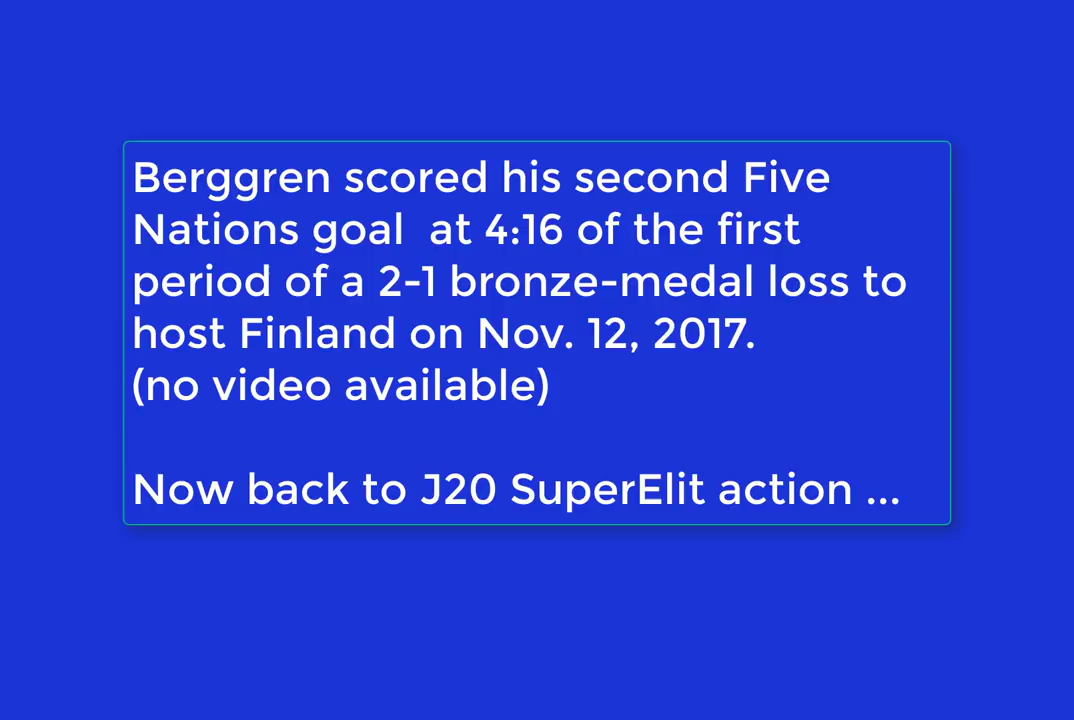 Berggren scored his second Five
Nations goal  at 4:16 of the first
period of a 2-1 bronze-medal loss to
host Finland on Nov. 12, 2017.
(no video available)
Now back to J20 SuperElit action ...